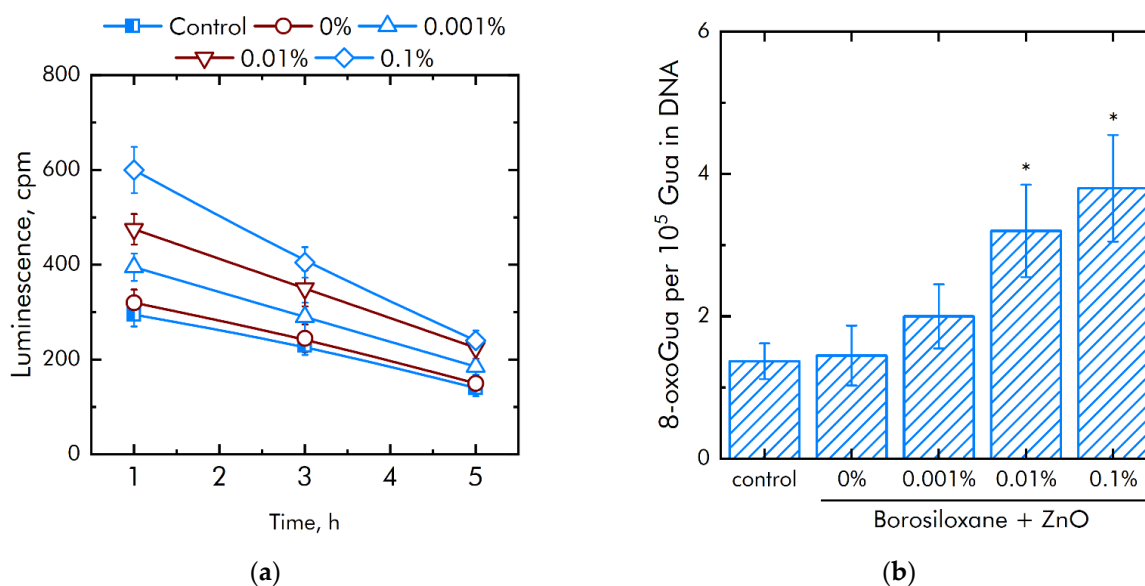 Control 0% 0.001%
0.01% 0.1%
800
600
400
200
0
1 2 3 4 5
Luminescence, cpm
Time, h
(a)
6
4
2
0
8-oxoGua per 10⁵ Gua in DNA
* *
control 0% 0.001% 0.01% 0.1%
Borosiloxane + ZnO
(b)